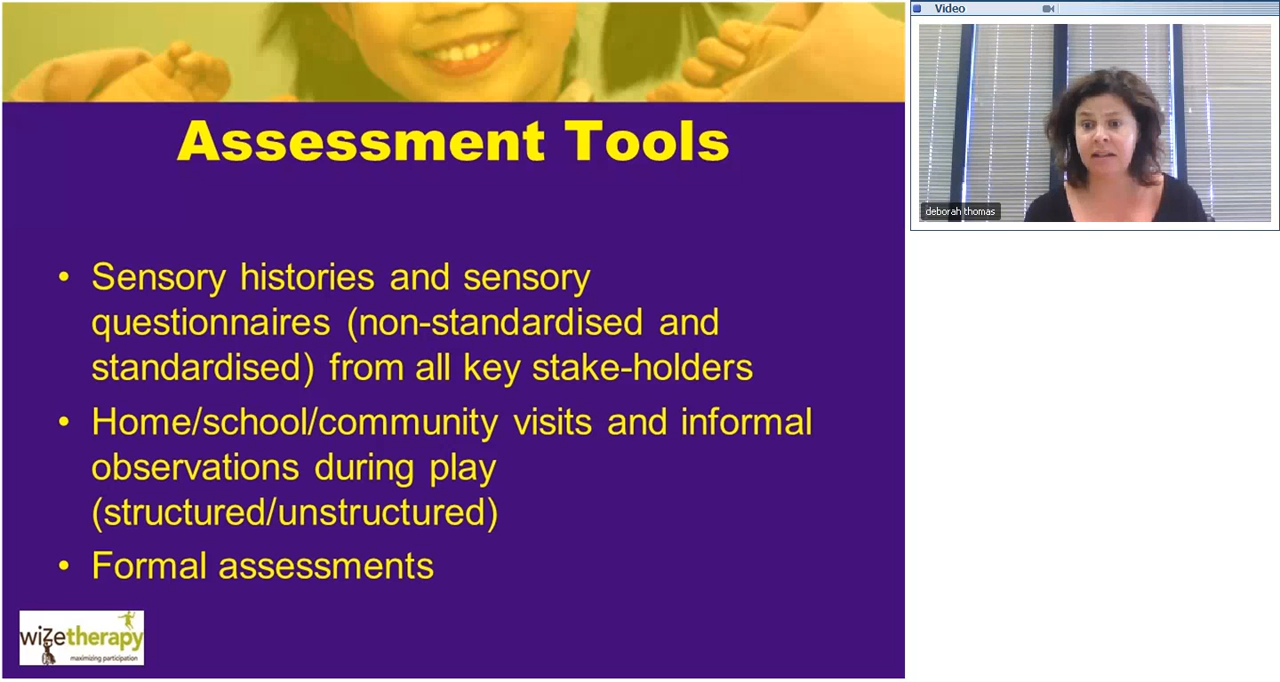 Assessment Tools
• Sensory histories and sensory
questionnaires (non-standardised and
standardised) from all key stake-holders
• Home/school/community visits and informal
observations during play
(structured/unstructured)
• Formal assessments
wizetherapy
maximizing participation
Video
deborah thomas